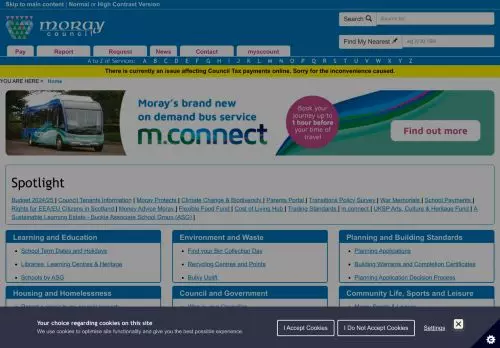 Skip to main content | Normal or High Contrast Version
moray
council
Search
Find My Nearest
Pay
Report
Request
News
Contact
myaccount
A to Z of Services: A B C D E F G H I J K L M N O P Q R S T U V W X Y Z
There is currently an issue affecting Council Tax payments online. Sorry for the inconvenience caused.
YOU ARE HERE » Home
Moray's brand new
on demand bus service
m.connect
Book your
journey up to
1 hour before
your time of
travel
Find out more
Spotlight
Budget 2024/25 | Council Tenants Information | Moray Protects | Climate Change & Biodiversity | Parents Portal | Transitions Policy Survey | War Memorials | School Payments |
Rights for EEA/EU Citizens in Scotland | Money Advice Moray | Flexible Food Fund | Cost of Living Hub | Trading Standards | m.connect | UKSP Arts, Culture & Heritage Fund | A
Sustainable Learning Estate - Buckie Associate School Group (ASG) |
Learning and Education
School Term Dates and Holidays
Libraries, Learning Centres & Heritage
Schools by ASG
Environment and Waste
Find your Bin Collection Day
Recycling Centres and Points
Bulky Uplift
Planning and Building Standards
Planning Applications
Building Warrants and Completion Certificates
Planning Application Decision Process
Housing and Homelessness
Council and Government
Community Life, Sports and Leisure
Your choice regarding cookies on this site
We use cookies to optimise site functionality and give you the best possible experience.
I Accept Cookies
I Do Not Accept Cookies
Settings